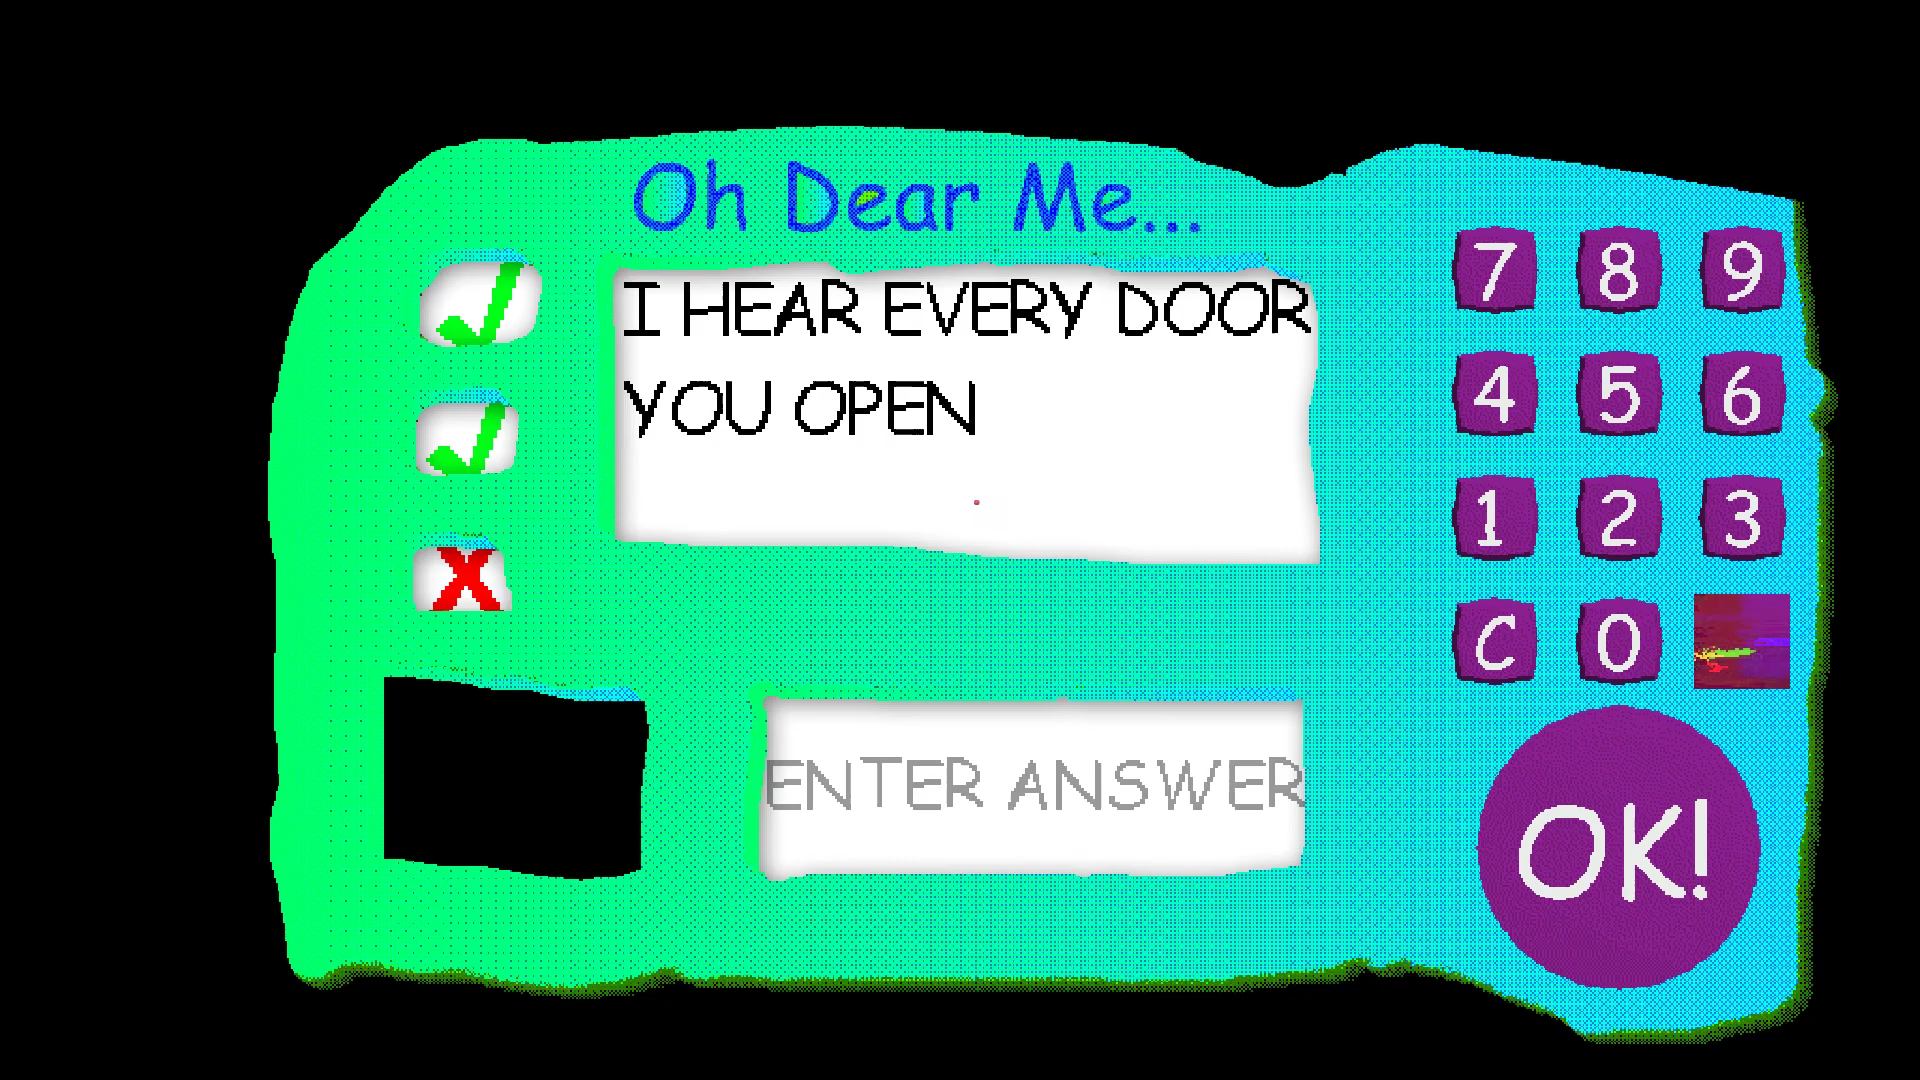 Oh Dear Me...
I HEAR EVERY DOOR
YOU OPEN
ENTER ANSWER
7 8 9
4 5 6
1 2 3
C 0
OK!